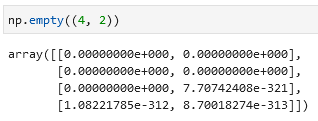 np.empty((4, 2))
array([[0.00000000e+000, 0.00000000e+000],
       [0.00000000e+000, 0.00000000e+000],
       [0.00000000e+000, 7.70742408e-321],
       [1.08221785e-312, 8.70018274e-313]])